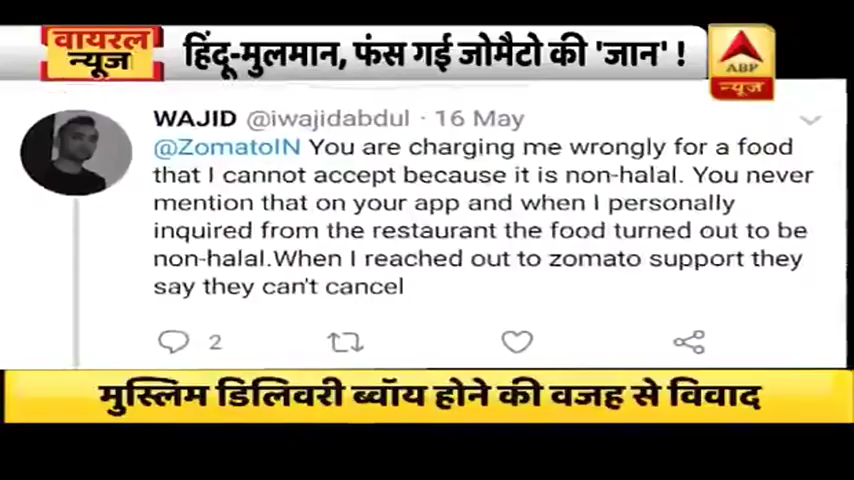 वायरल
न्यूज
हिंदू-मुलमान, फंस गई जोमैटो की 'जान' !
ABP
न्यूज़
WAJID @iwajidabdul · 16 May
@ZomatoIN You are charging me wrongly for a food
that I cannot accept because it is non-halal. You never
mention that on your app and when I personally
inquired from the restaurant the food turned out to be
non-halal.When I reached out to zomato support they
say they can't cancel
2
मुस्लिम डिलिवरी ब्वॉय होने की वजह से विवाद